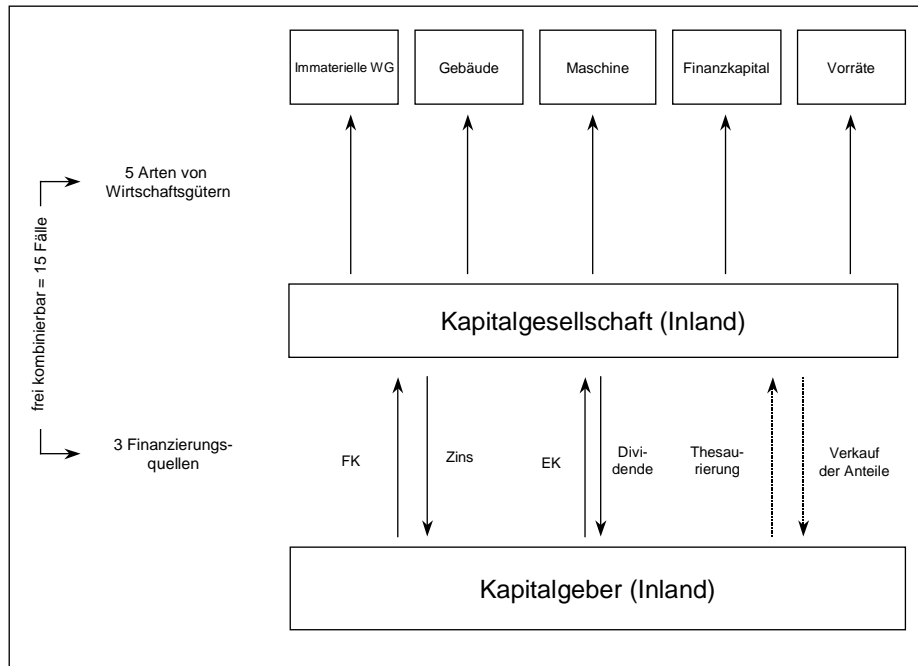 Immaterielle WG
Gebäude
Maschine
Finanzkapital
Vorräte
5 Arten von
Wirtschaftsgütern
frei kombinierbar = 15 Fälle
Kapitalgesellschaft (Inland)
3 Finanzierungs-
quellen
FK
Zins
EK
Divi-
dende
Thesau-
rierung
Verkauf
der Anteile
Kapitalgeber (Inland)